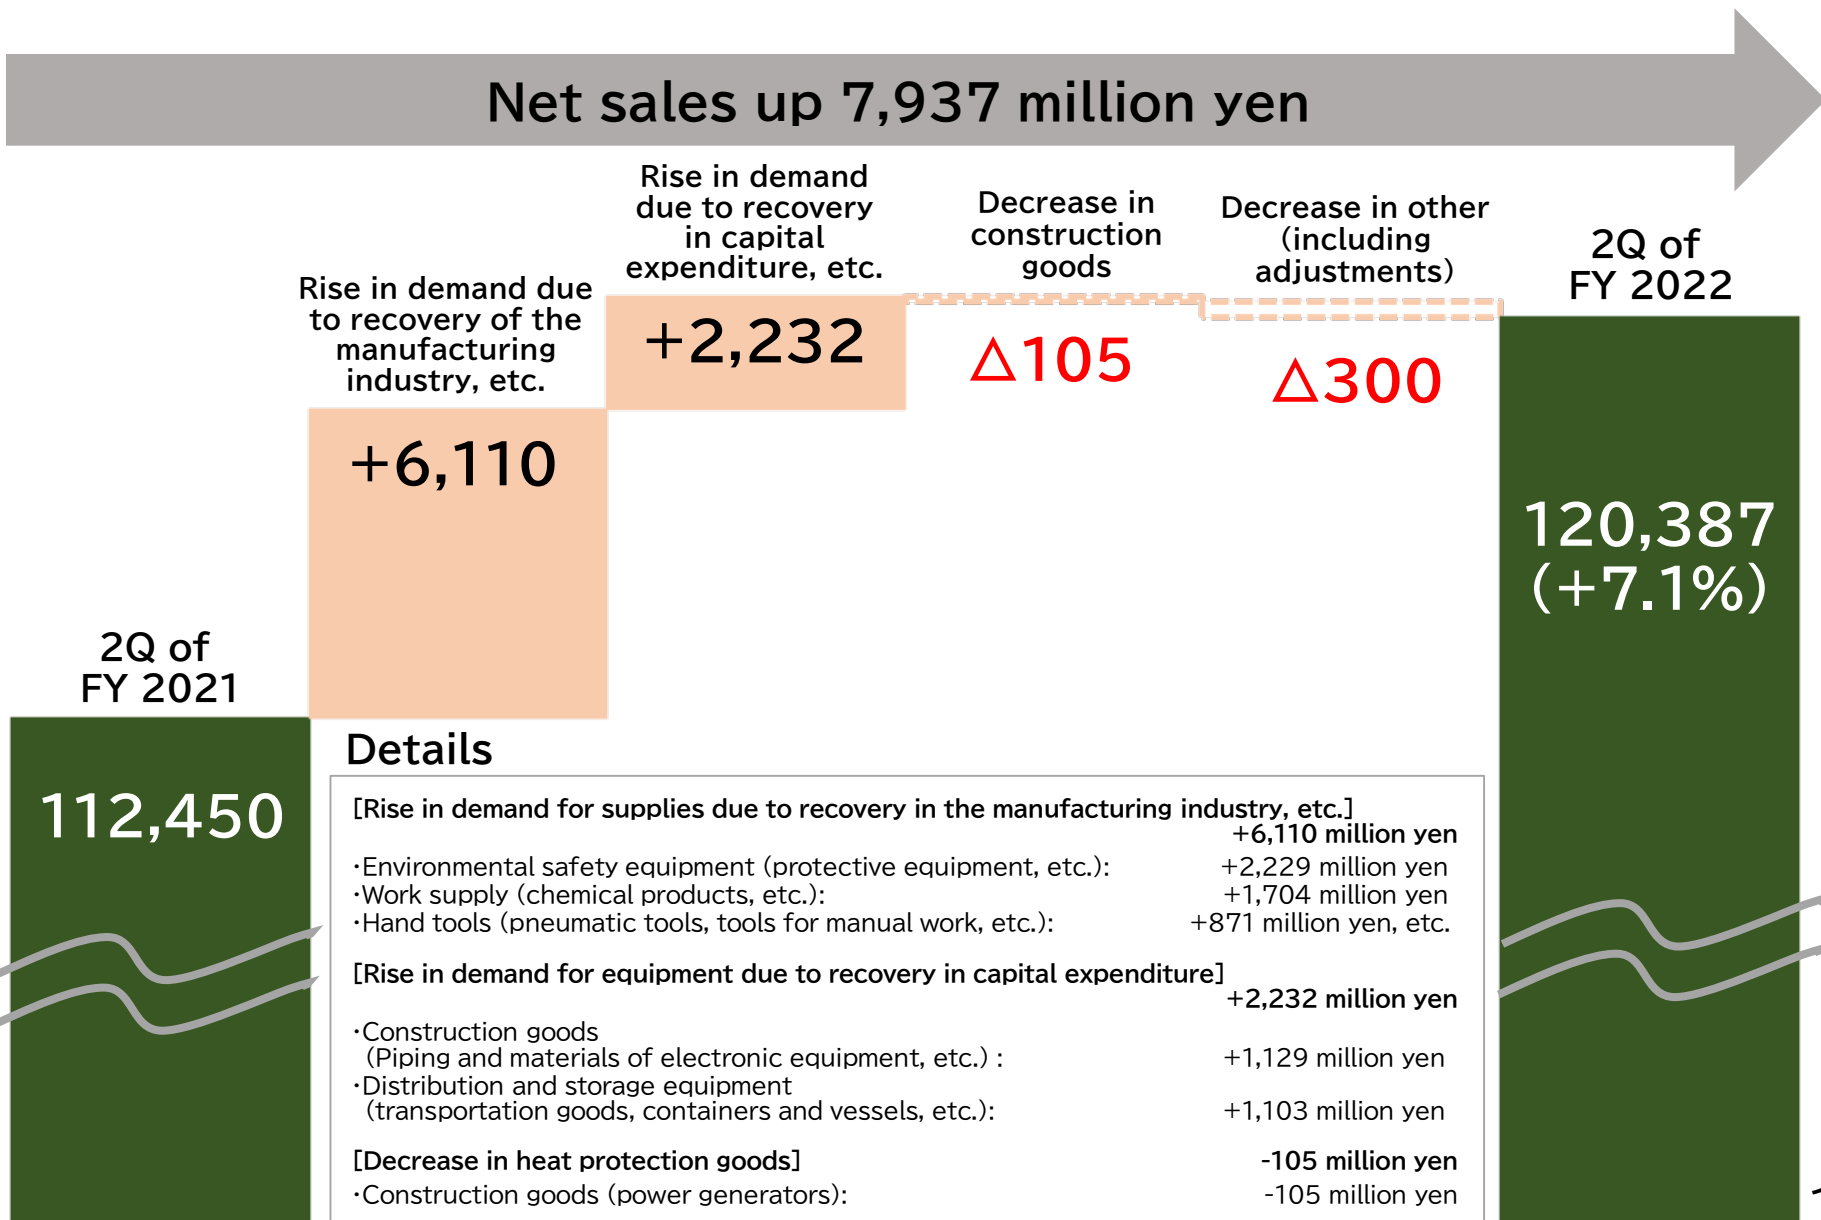 Net sales up 7,937 million yen
Rise in demand due
to recovery of the
manufacturing
industry, etc.
Rise in demand
due to recovery
in capital
expenditure, etc.
Decrease in
construction
goods
Decrease in other
(including
adjustments)
2Q of
FY 2022
+6,110
+2,232
△105
△300
120,387
(+7.1%)
2Q of
FY 2021
112,450
Details
[Rise in demand for supplies due to recovery in the manufacturing industry, etc.]
+6,110 million yen
・Environmental safety equipment (protective equipment, etc.): +2,229 million yen
・Work supply (chemical products, etc.): +1,704 million yen
・Hand tools (pneumatic tools, tools for manual work, etc.): +871 million yen, etc.
[Rise in demand for equipment due to recovery in capital expenditure]
+2,232 million yen
・Construction goods
(Piping and materials of electronic equipment, etc.) : +1,129 million yen
・Distribution and storage equipment
(transportation goods, containers and vessels, etc.): +1,103 million yen
[Decrease in heat protection goods] -105 million yen
・Construction goods (power generators): -105 million yen